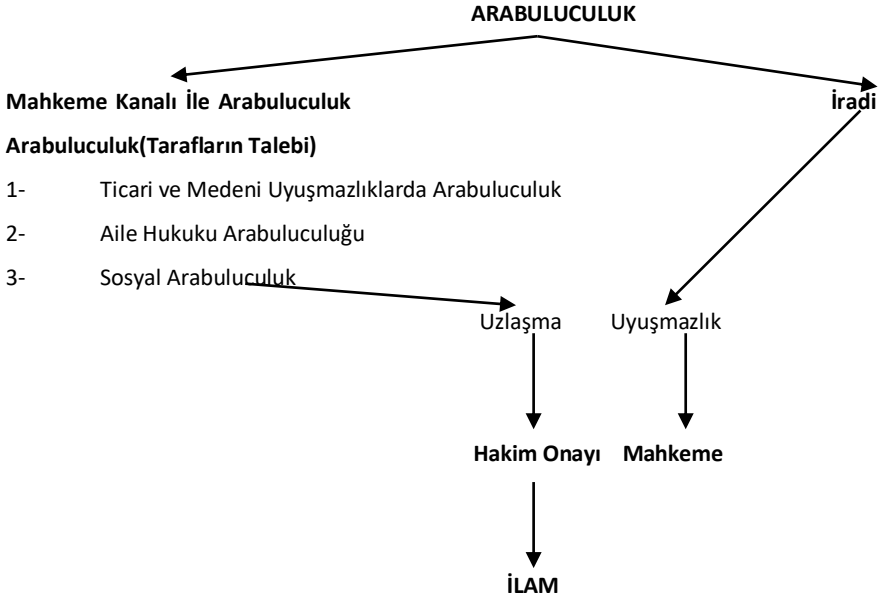 ARABULUCULUK
Mahkeme Kanalı İle Arabuluculuk İradi
Arabuluculuk(Tarafların Talebi)
1- Ticari ve Medeni Uyuşmazlıklarda Arabuluculuk
2- Aile Hukuku Arabuluculuğu
3- Sosyal Arabuluculuk
Uzlaşma Uyuşmazlık
Hakim Onayı Mahkeme
İLAM